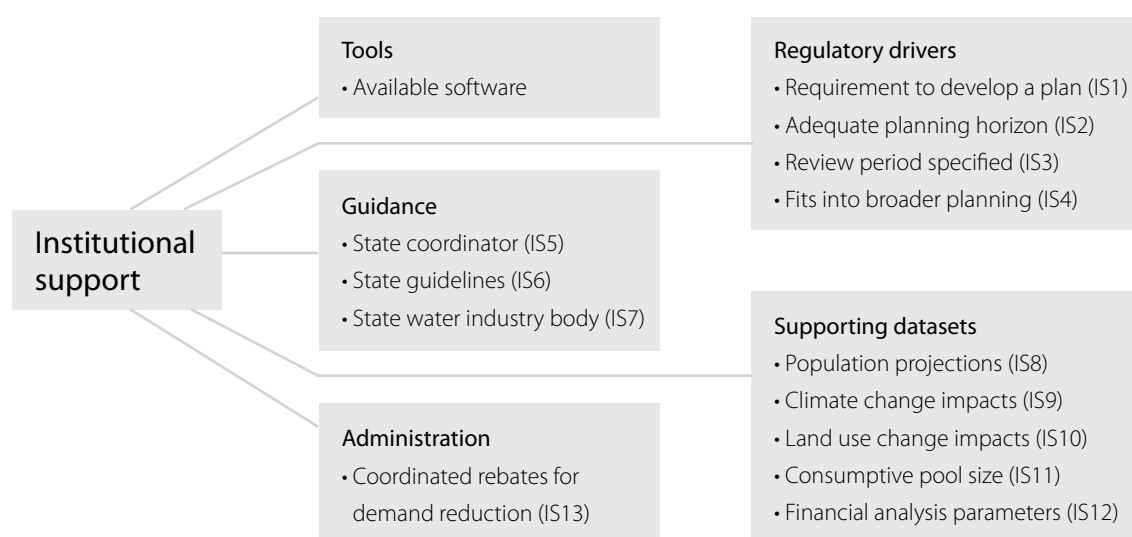 Institutional
support
Tools
• Available software
Guidance
• State coordinator (IS5)
• State guidelines (IS6)
• State water industry body (IS7)
Administration
• Coordinated rebates for
demand reduction (IS13)
Regulatory drivers
• Requirement to develop a plan (IS1)
• Adequate planning horizon (IS2)
• Review period specified (IS3)
• Fits into broader planning (IS4)
Supporting datasets
• Population projections (IS8)
• Climate change impacts (IS9)
• Land use change impacts (IS10)
• Consumptive pool size (IS11)
• Financial analysis parameters (IS12)